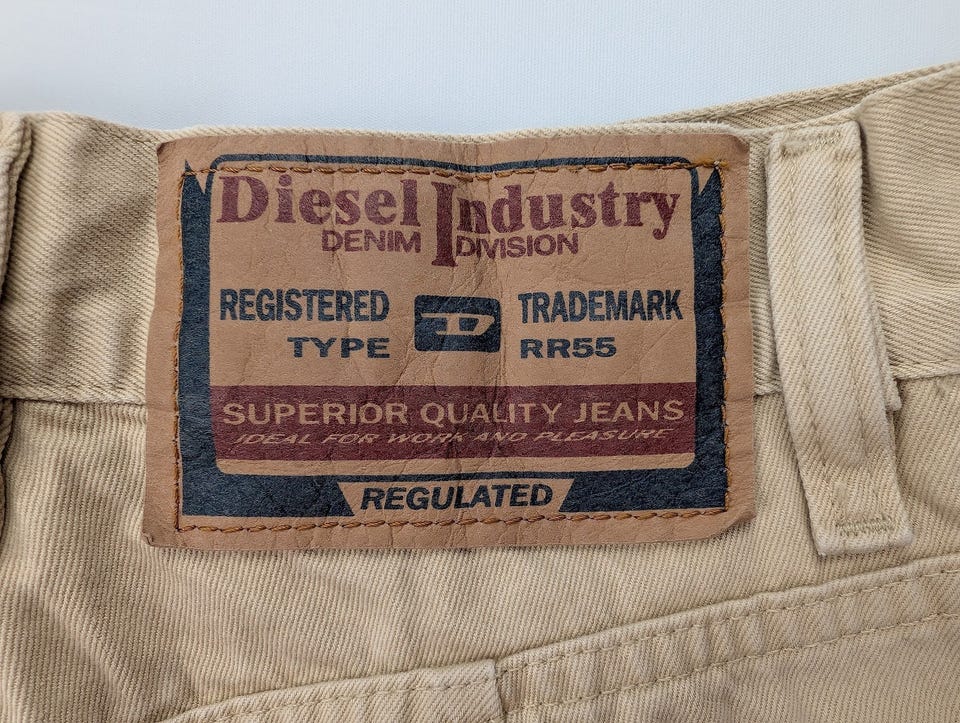 Diesel Industry
DENIM DIVISION
REGISTERED D TRADEMARK
TYPE RR55
SUPERIOR QUALITY JEANS
IDEAL FOR WORK AND PLEASURE
REGULATED